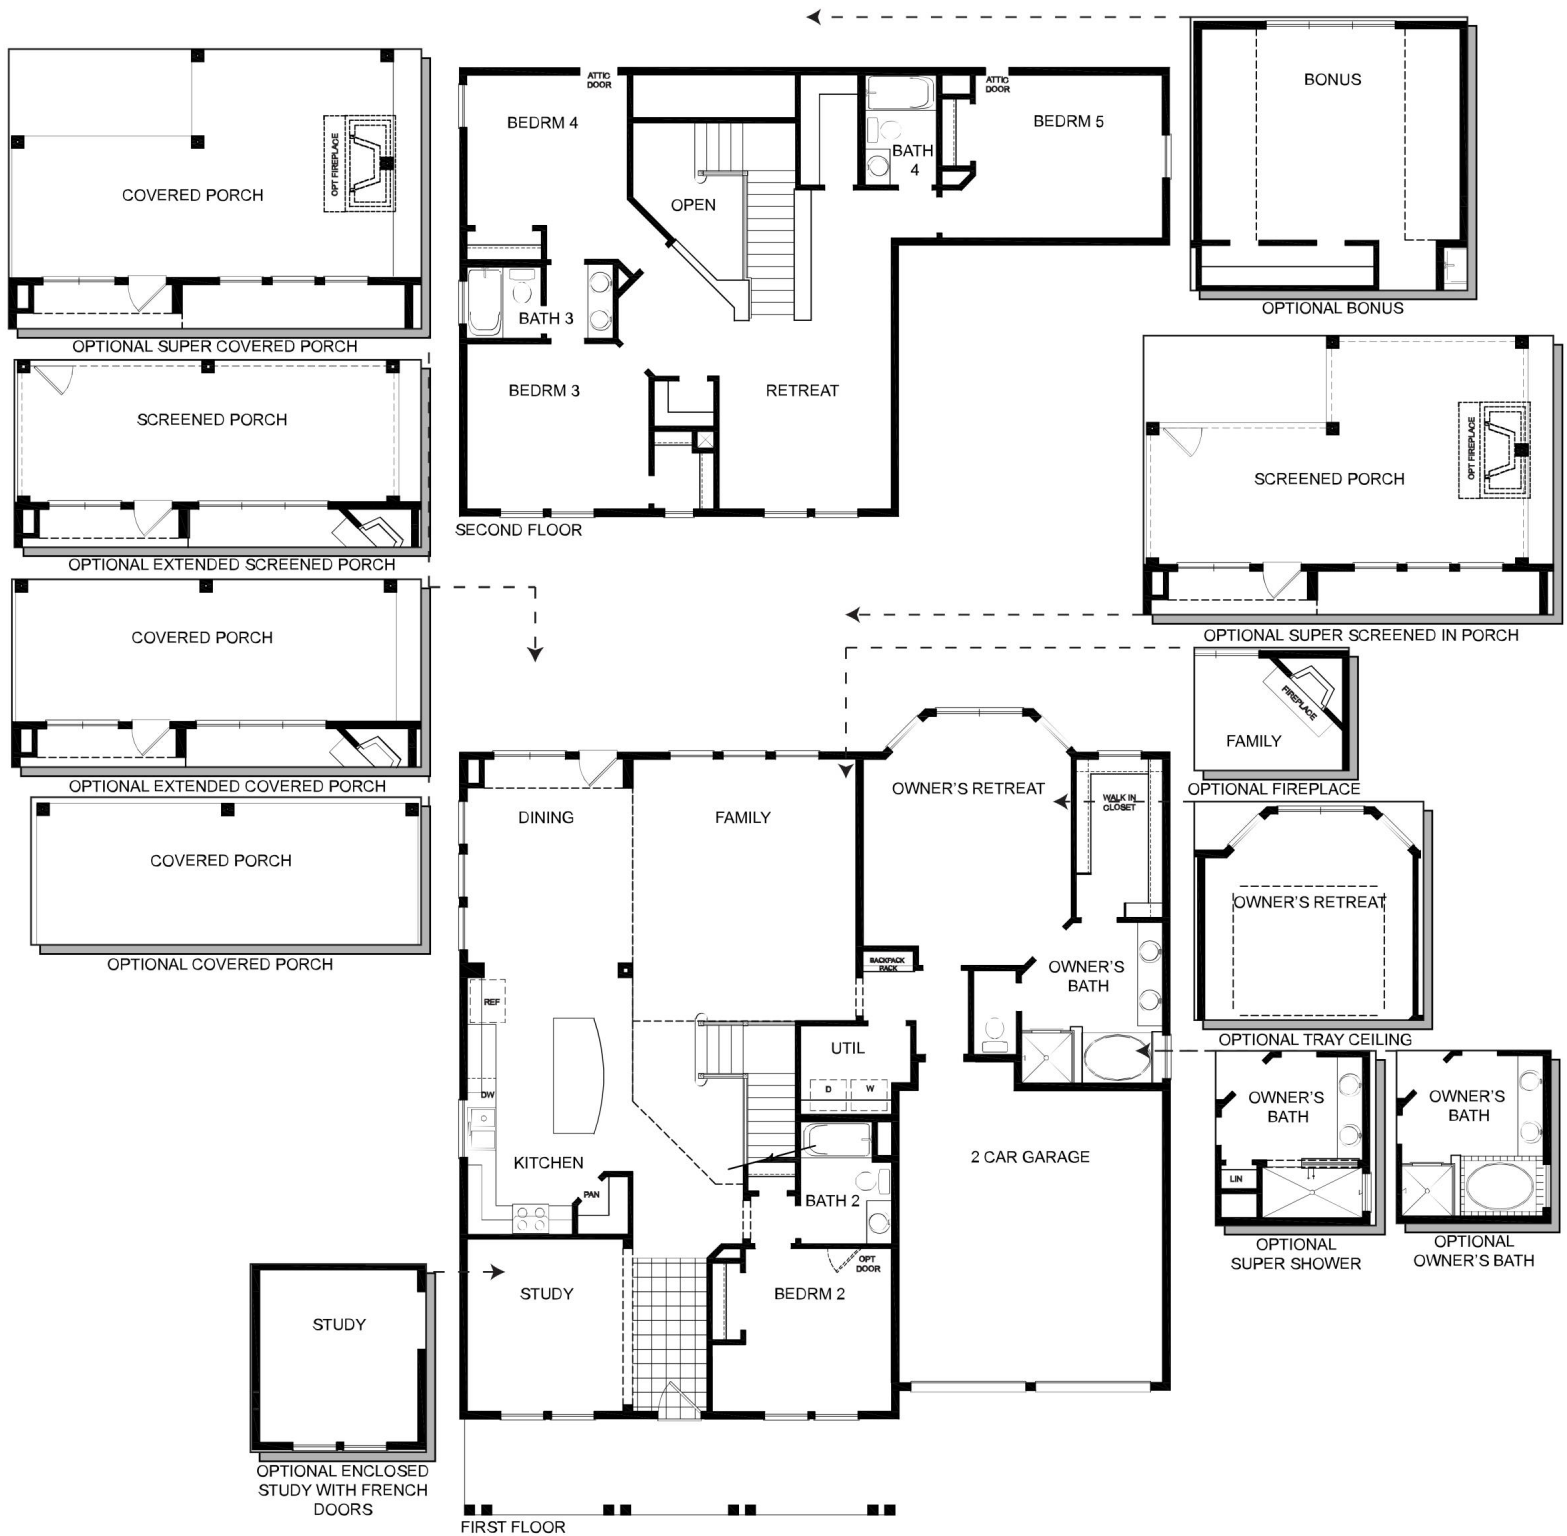 BONUS
OPTIONAL BONUS
ATTIC
DOOR
ATTIC
DOOR
BEDRM 4
BATH
4
BEDRM 5
OPEN
BATH 3
BEDRM 3
RETREAT
SECOND FLOOR
OPT FIREPLACE
COVERED PORCH
OPTIONAL SUPER COVERED PORCH
SCREENED PORCH
OPTIONAL EXTENDED SCREENED PORCH
COVERED PORCH
OPTIONAL EXTENDED COVERED PORCH
COVERED PORCH
OPTIONAL COVERED PORCH
OPT FIREPLACE
SCREENED PORCH
OPTIONAL SUPER SCREENED IN PORCH
FIREPLACE
FAMILY
OPTIONAL FIREPLACE
OWNER'S RETREAT
OPTIONAL TRAY CEILING
OWNER'S
BATH
LIN
OPTIONAL
SUPER SHOWER
OWNER'S
BATH
OPTIONAL
OWNER'S BATH
DINING
FAMILY
OWNER'S RETREAT
WALK IN
CLOSET
BACKPACK
RACK
OWNER'S
BATH
REF
UTIL
D
W
DW
KITCHEN
PAN
BATH 2
2 CAR GARAGE
OPT
DOOR
STUDY
BEDRM 2
STUDY
OPTIONAL ENCLOSED
STUDY WITH FRENCH
DOORS
FIRST FLOOR